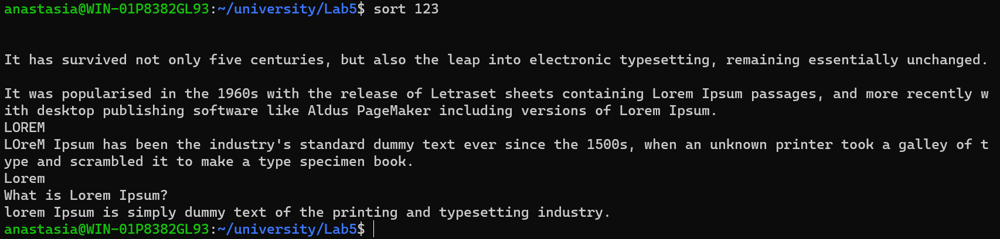 anastasia@WIN-01P8382GL93:~/university/Lab5$ sort 123
It has survived not only five centuries, but also the leap into electronic typesetting, remaining essentially unchanged.
It was popularised in the 1960s with the release of Letraset sheets containing Lorem Ipsum passages, and more recently w
ith desktop publishing software like Aldus PageMaker including versions of Lorem Ipsum.
LOREM
LOreM Ipsum has been the industry's standard dummy text ever since the 1500s, when an unknown printer took a galley of t
ype and scrambled it to make a type specimen book.
Lorem
What is Lorem Ipsum?
lorem Ipsum is simply dummy text of the printing and typesetting industry.
anastasia@WIN-01P8382GL93:~/university/Lab5$